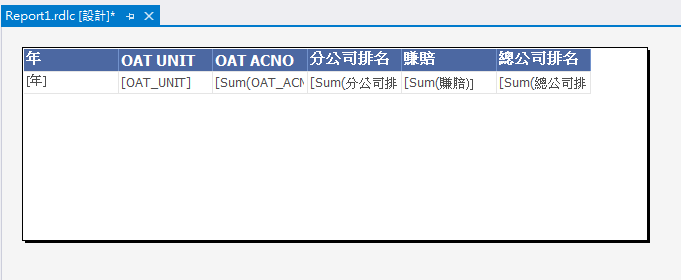 Report1.rdlc [設計]*
年 OAT UNIT OAT ACNO 分公司排名 賺賠 總公司排名
[年] [OAT_UNIT] [Sum(OAT_ACN [Sum(分公司排 [Sum(賺賠)] [Sum(總公司排